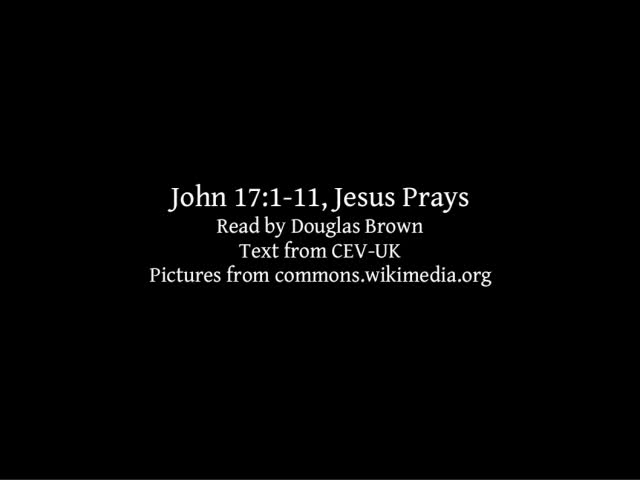 John 17:1-11, Jesus Prays
Read by Douglas Brown
Text from CEV-UK
Pictures from commons.wikimedia.org